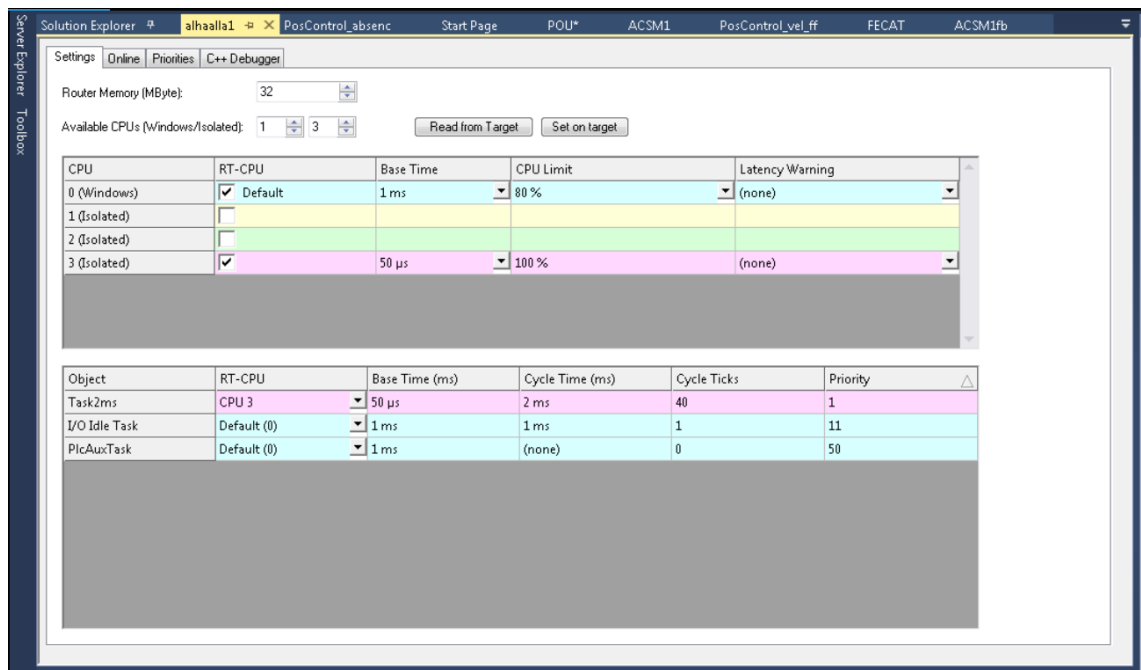 Server Explorer Toolbox
Solution Explorer alhaalla1 PosControl_absenc Start Page POU* ACSM1 PosControl_vel_ff FECAT ACSM1fb
Settings Online Priorities C++ Debugger
Router Memory (MByte): 32
Available CPUs (Windows/Isolated): 1 3 Read from Target Set on target
CPU RT-CPU Base Time CPU Limit Latency Warning
0 (Windows) Default 1 ms 80 % (none)
1 (Isolated)
2 (Isolated)
3 (Isolated) 50 µs 100 % (none)
Object RT-CPU Base Time (ms) Cycle Time (ms) Cycle Ticks Priority
Task2ms CPU 3 50 µs 2 ms 40 1
I/O Idle Task Default (0) 1 ms 1 ms 1 11
PlcAuxTask Default (0) 1 ms (none) 0 50